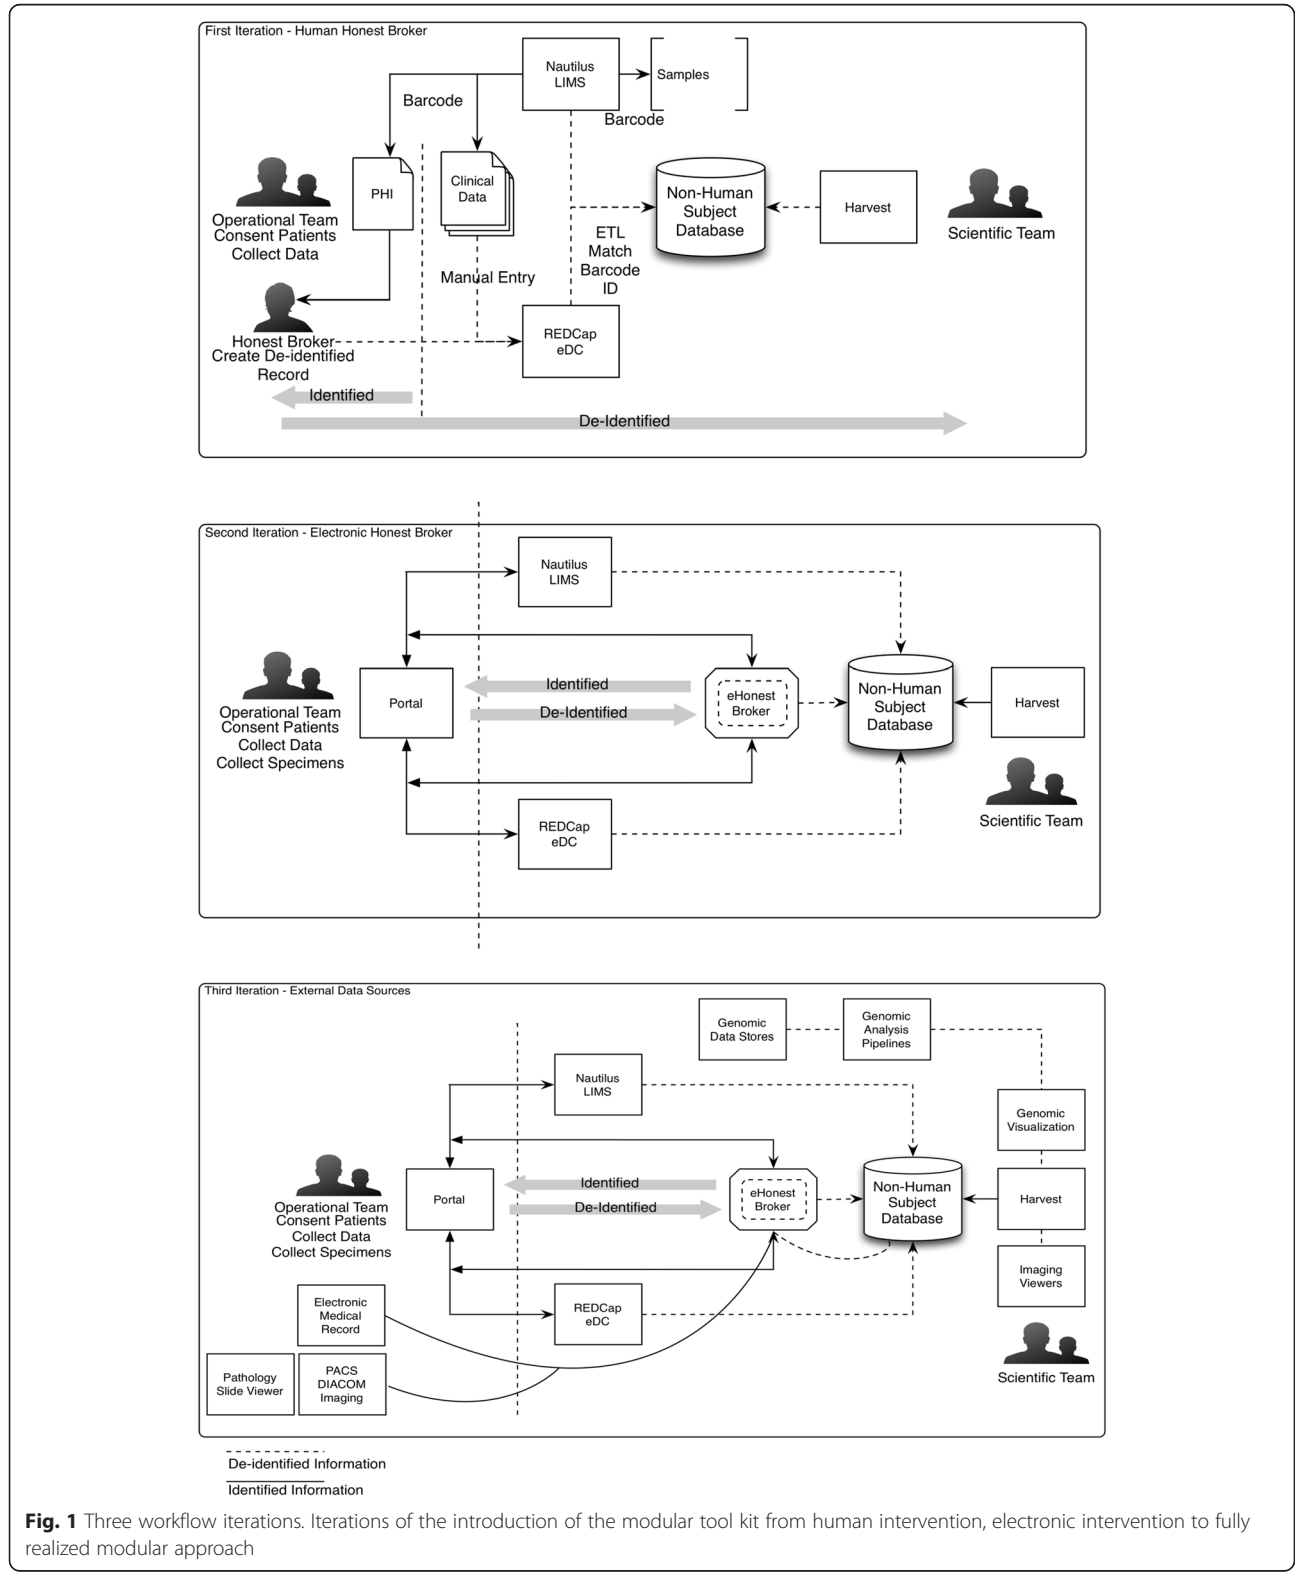 First Iteration - Human Honest Broker
Nautilus
LIMS
Samples
Barcode
Barcode
PHI
Clinical
Data
Operational Team
Consent Patients
Collect Data
Non-Human
Subject
Database
Harvest
Scientific Team
ETL
Match
Barcode
ID
Manual Entry
REDCap
eDC
Honest Broker
Create De-identified
Record
Identified
De-Identified
Second Iteration - Electronic Honest Broker
Nautilus
LIMS
Operational Team
Consent Patients
Collect Data
Collect Specimens
Portal
Identified
De-Identified
eHonest
Broker
Non-Human
Subject
Database
Harvest
Scientific Team
REDCap
eDC
Third Iteration - External Data Sources
Genomic
Data Stores
Genomic
Analysis
Pipelines
Nautilus
LIMS
Genomic
Visualization
Operational Team
Consent Patients
Collect Data
Collect Specimens
Portal
Identified
De-Identified
eHonest
Broker
Non-Human
Subject
Database
Harvest
Imaging
Viewers
Electronic
Medical
Record
REDCap
eDC
Pathology
Slide Viewer
PACS
DIACOM
Imaging
Scientific Team
De-identified Information
Identified Information
Fig. 1 Three workflow iterations. Iterations of the introduction of the modular tool kit from human intervention, electronic intervention to fully
realized modular approach